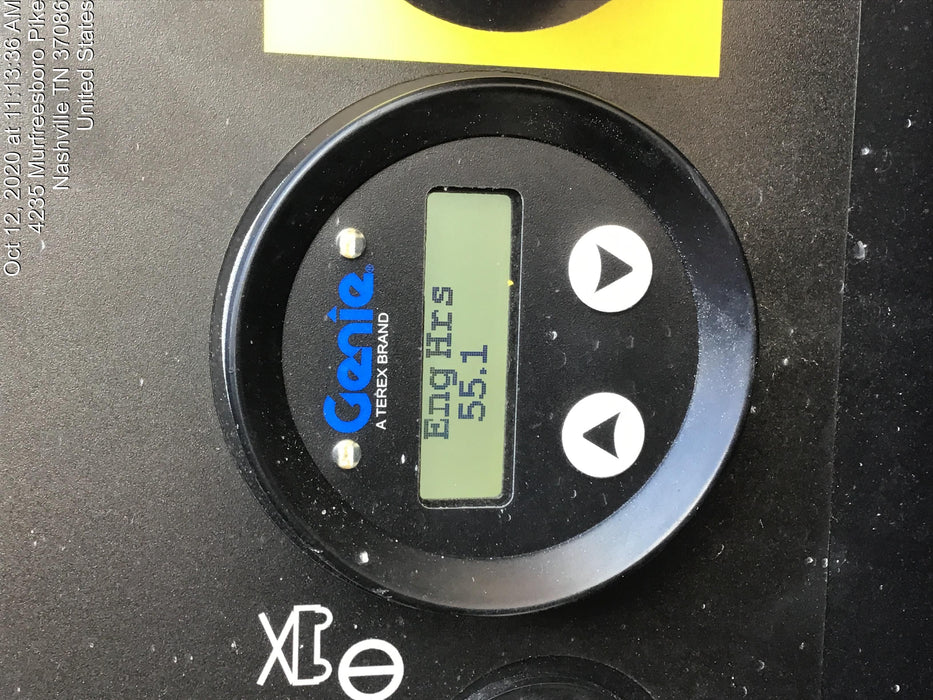 Oct 12, 2020 at 11:13:36 AM
4235 Murfreesboro Pike
Nashville TN 37086
United States
Genie®
A TEREX BRAND
Eng Hrs
55.1